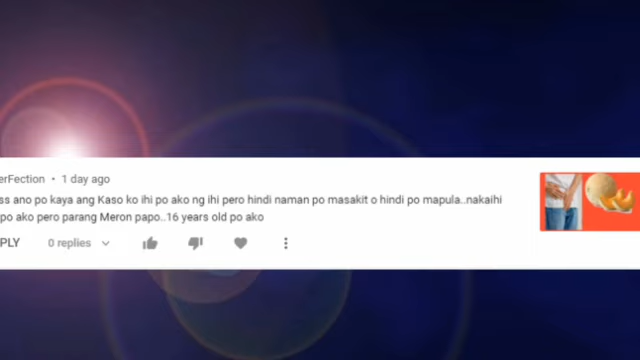 erFection • 1 day ago
ss ano po kaya ang Kaso ko ihi po ako ng ihi pero hindi naman po masakit o hindi po mapula..nakaihi
po ako pero parang Meron papo..16 years old po ako
PLY 0 replies